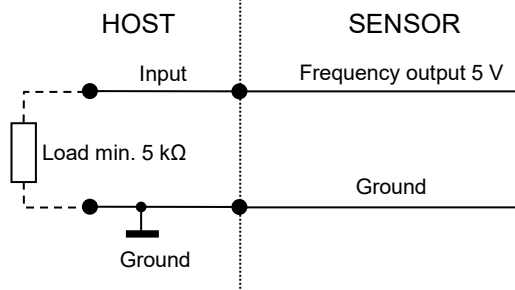 HOST
SENSOR
Input
Frequency output 5 V
Load min. 5 kΩ
Ground
Ground